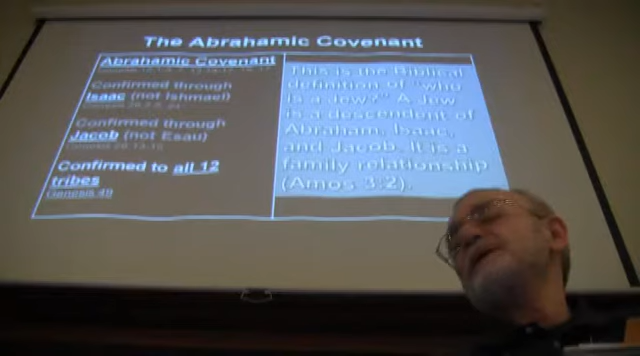 The Abrahamic Covenant
Abrahamic Covenant
Confirmed through
Isaac (not Ishmael)
Confirmed through
Jacob (not Esau)
Confirmed to all 12
tribes
Genesis 49
This is the Biblical
definition of "who
is a Jew?" A Jew
is a descendent of
Abraham, Isaac,
and Jacob. It is a
family relationship
(Amos 3:2).